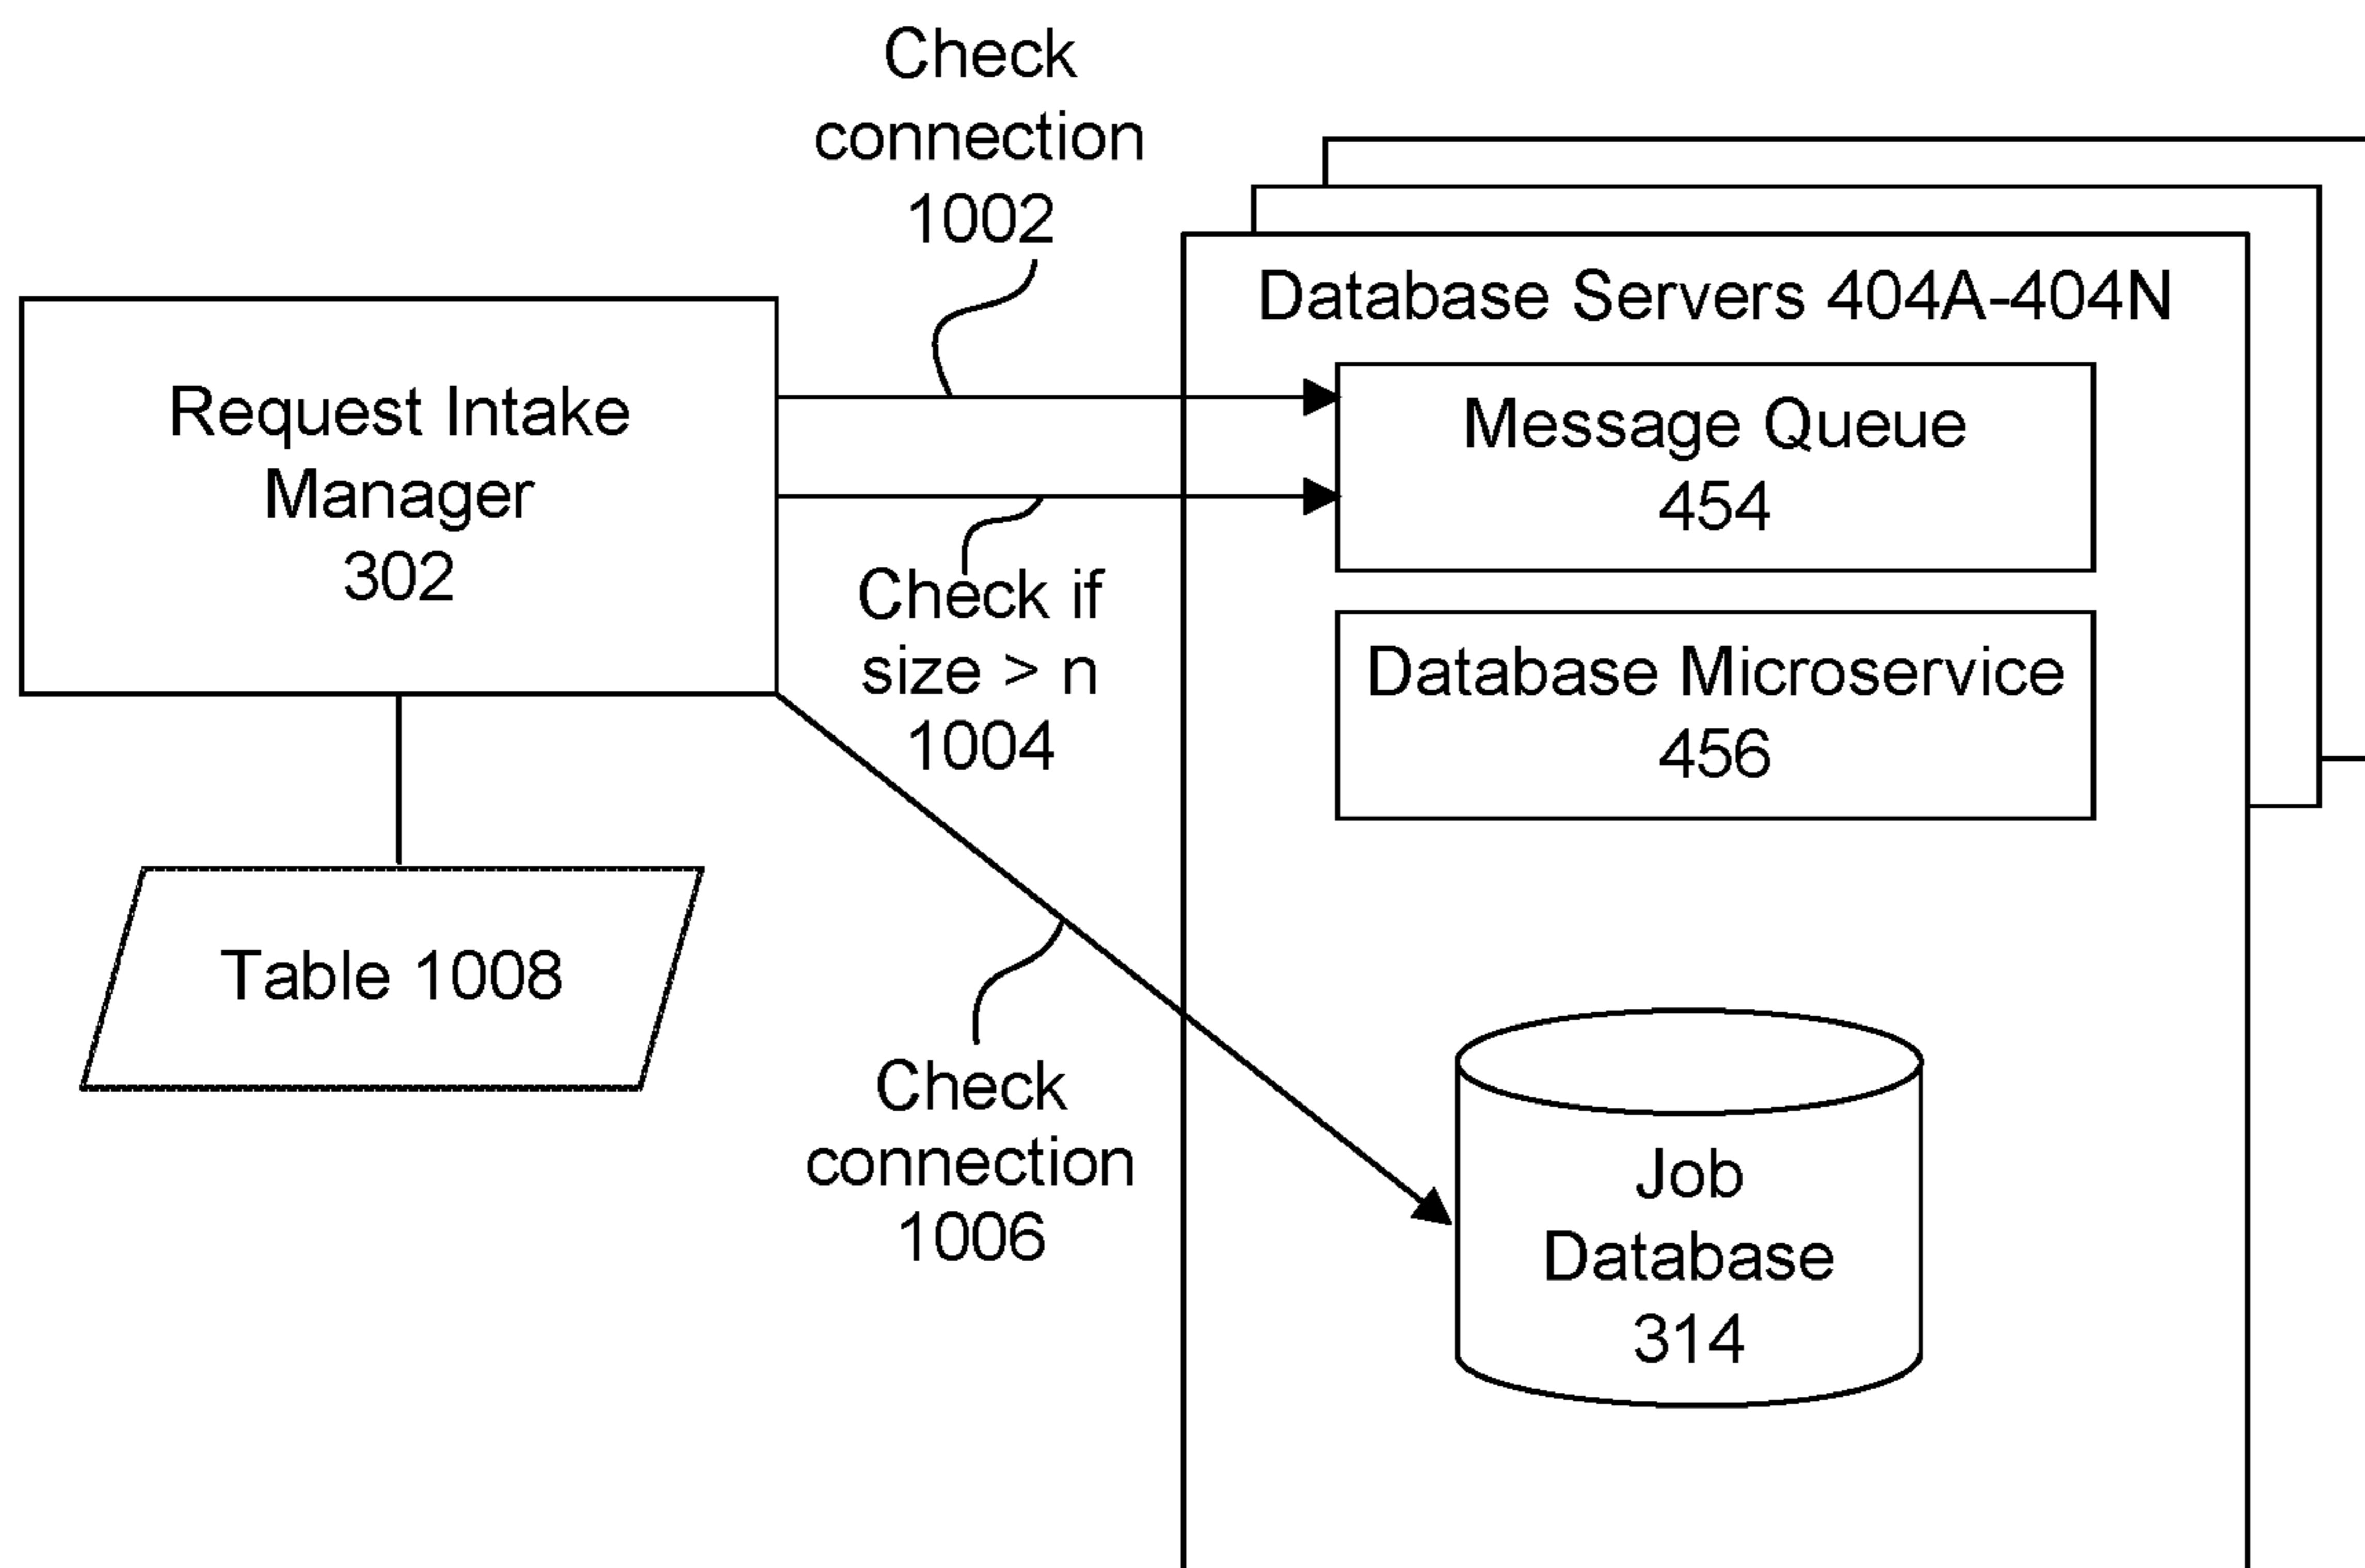 Check
connection
1002
Database Servers 404A-404N
Request Intake
Manager
302
Message Queue
454
Check if
size > n
1004
Database Microservice
456
Table 1008
Check
connection
1006
Job
Database
314